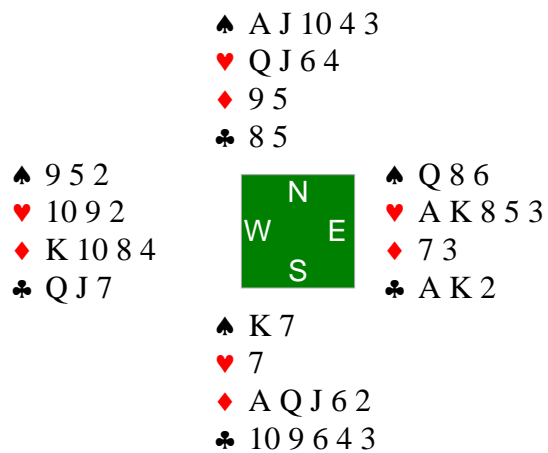 ♠ A J 10 4 3
♥ Q J 6 4
♦ 9 5
♣ 8 5
♠ 9 5 2
♥ 10 9 2
♦ K 10 8 4
♣ Q J 7
N
W E
S
♠ Q 8 6
♥ A K 8 5 3
♦ 7 3
♣ A K 2
♠ K 7
♥ 7
♦ A Q J 6 2
♣ 10 9 6 4 3